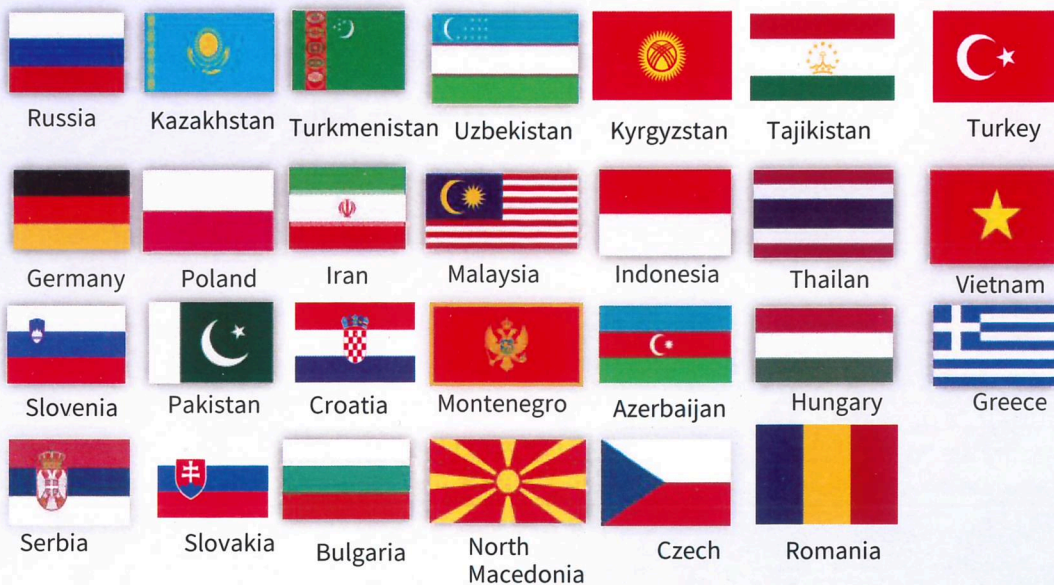 Russia
Kazakhstan
Turkmenistan
Uzbekistan
Kyrgyzstan
Tajikistan
Turkey
Germany
Poland
Iran
Malaysia
Indonesia
Thailan
Vietnam
Slovenia
Pakistan
Croatia
Montenegro
Azerbaijan
Hungary
Greece
Serbia
Slovakia
Bulgaria
North
Macedonia
Czech
Romania